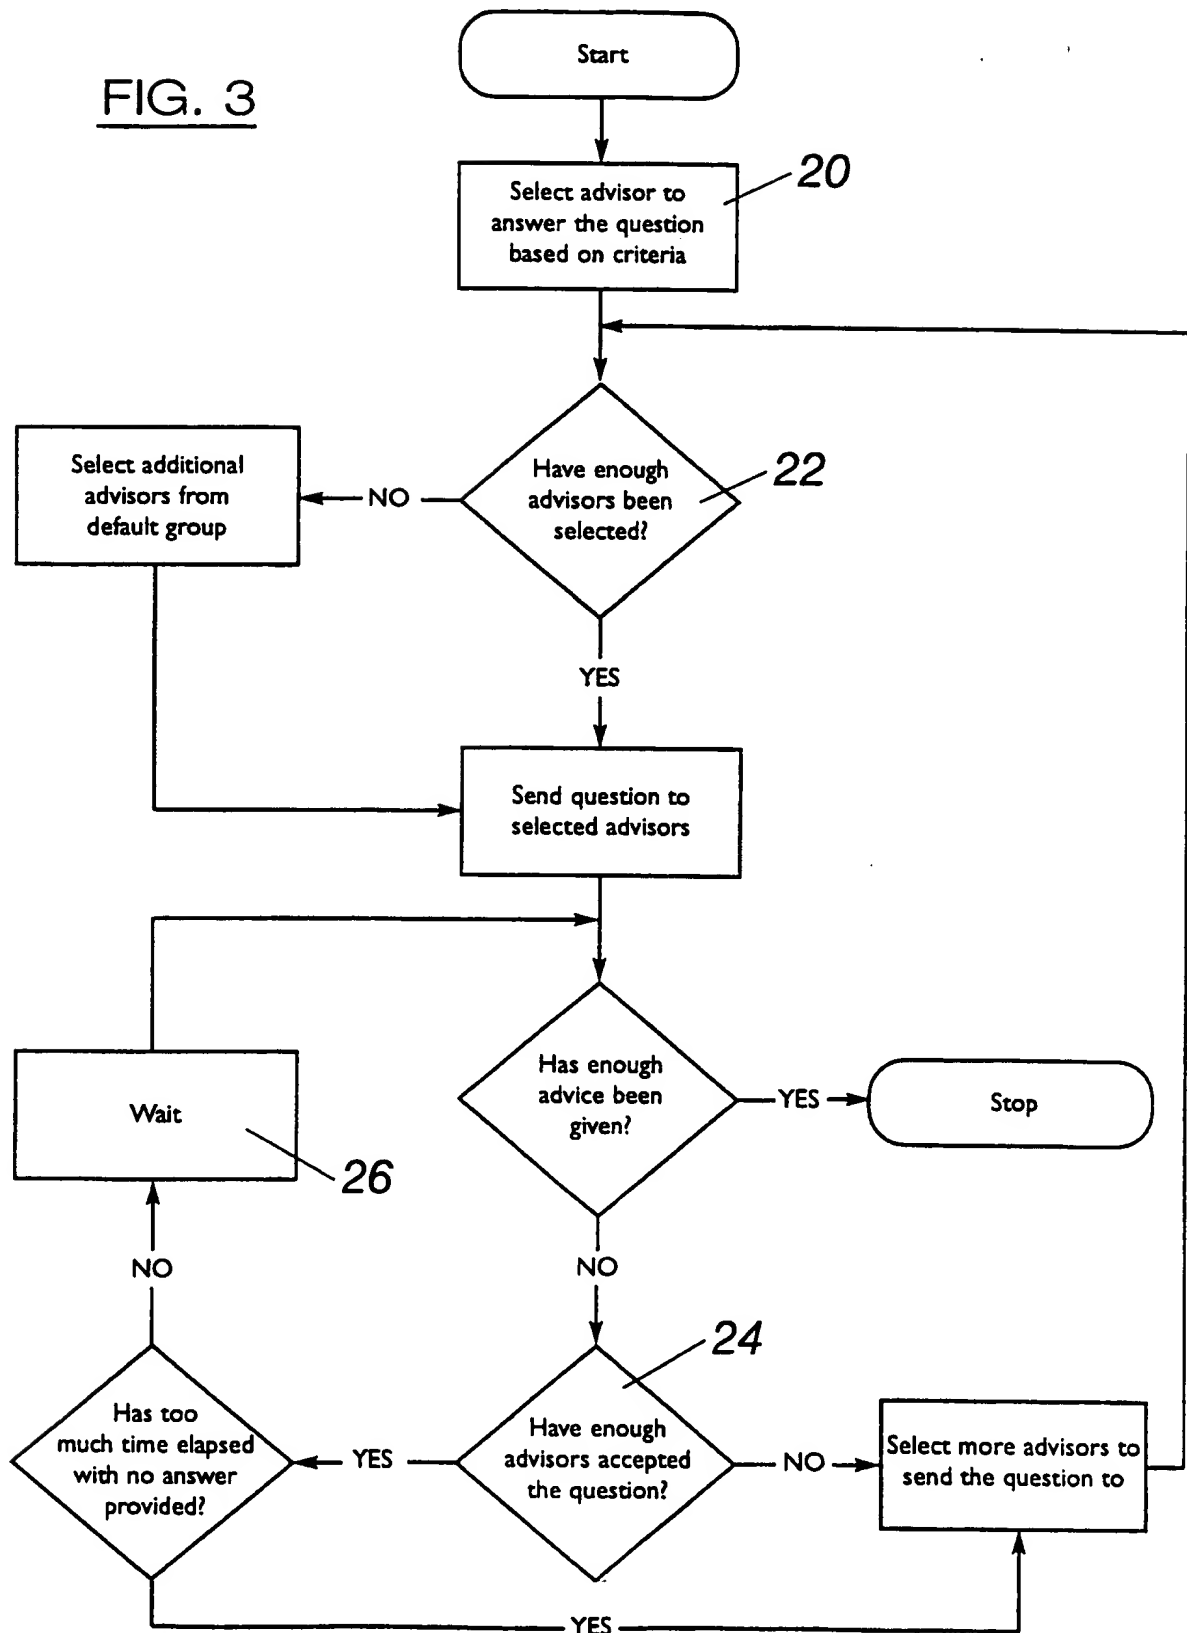 FIG. 3
Start
Select advisor to
answer the question
based on criteria
20
Have enough
advisors been
selected?
22
NO
Select additional
advisors from
default group
YES
Send question to
selected advisors
Has enough
advice been
given?
YES
Stop
Wait
26
NO
NO
24
Has too
much time elapsed
with no answer
provided?
YES
Have enough
advisors accepted
the question?
NO
Select more advisors to
send the question to
YES